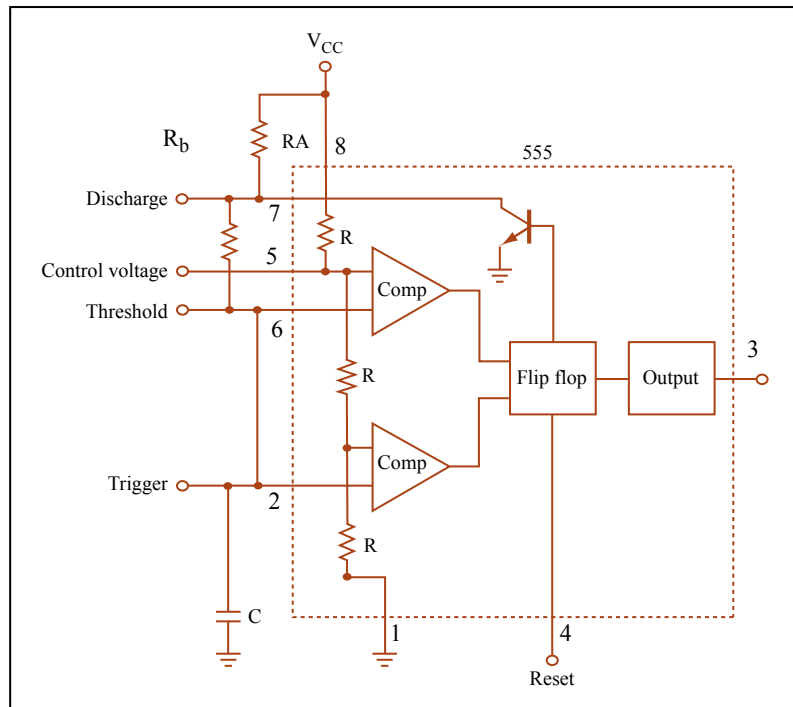 V_CC
R_b
RA
8
555
Discharge
7
R
5
Control voltage
Comp
Threshold
6
3
R
Flip flop
Output
Comp
Trigger
2
R
C
1
4
Reset